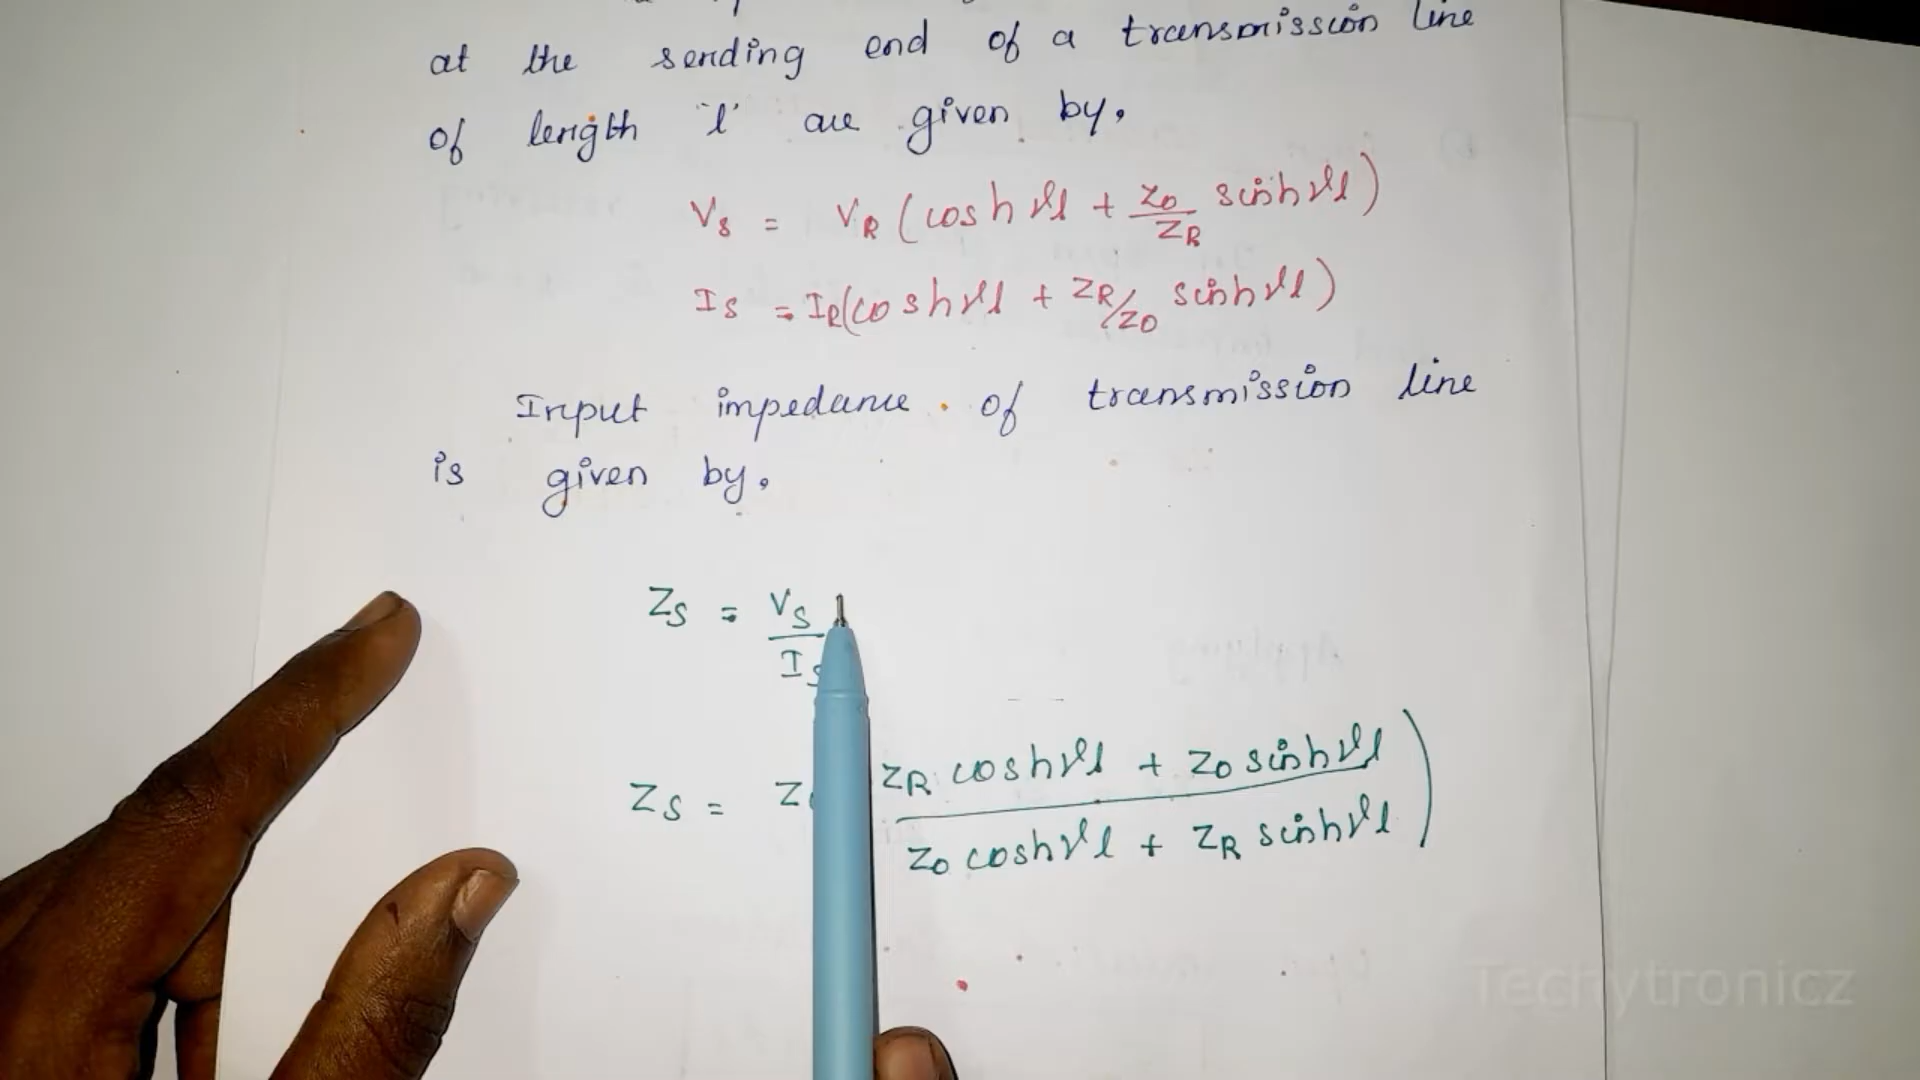 at the sending end of a transmission line
of length 'l' are given by,
VS = VR (cosh γl + Z0/ZR sinh γl)
IS = IR(cosh γl + ZR/Z0 sinh γl)
Input impedance of transmission line
is given by,
ZS = VS/IS
ZS = Z (ZR cosh γl + Z0 sinh γl / Z0 cosh γl + ZR sinh γl)
Techytronicz